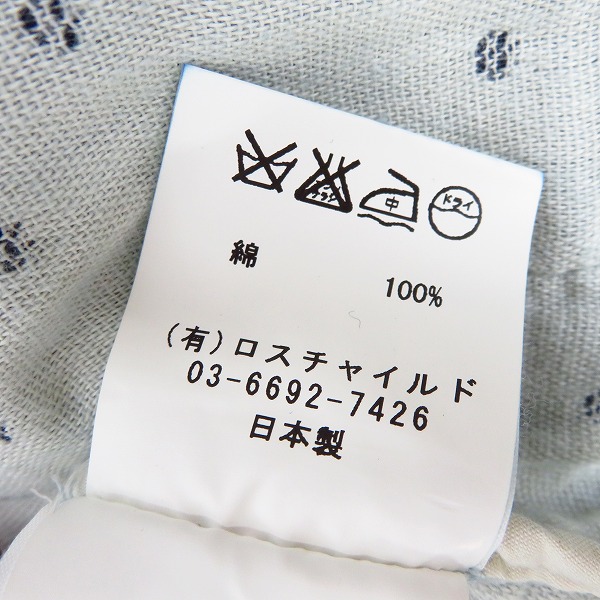 中 ドライ
綿 100%
(有)ロスチャイルド
03-6692-7426
日本製